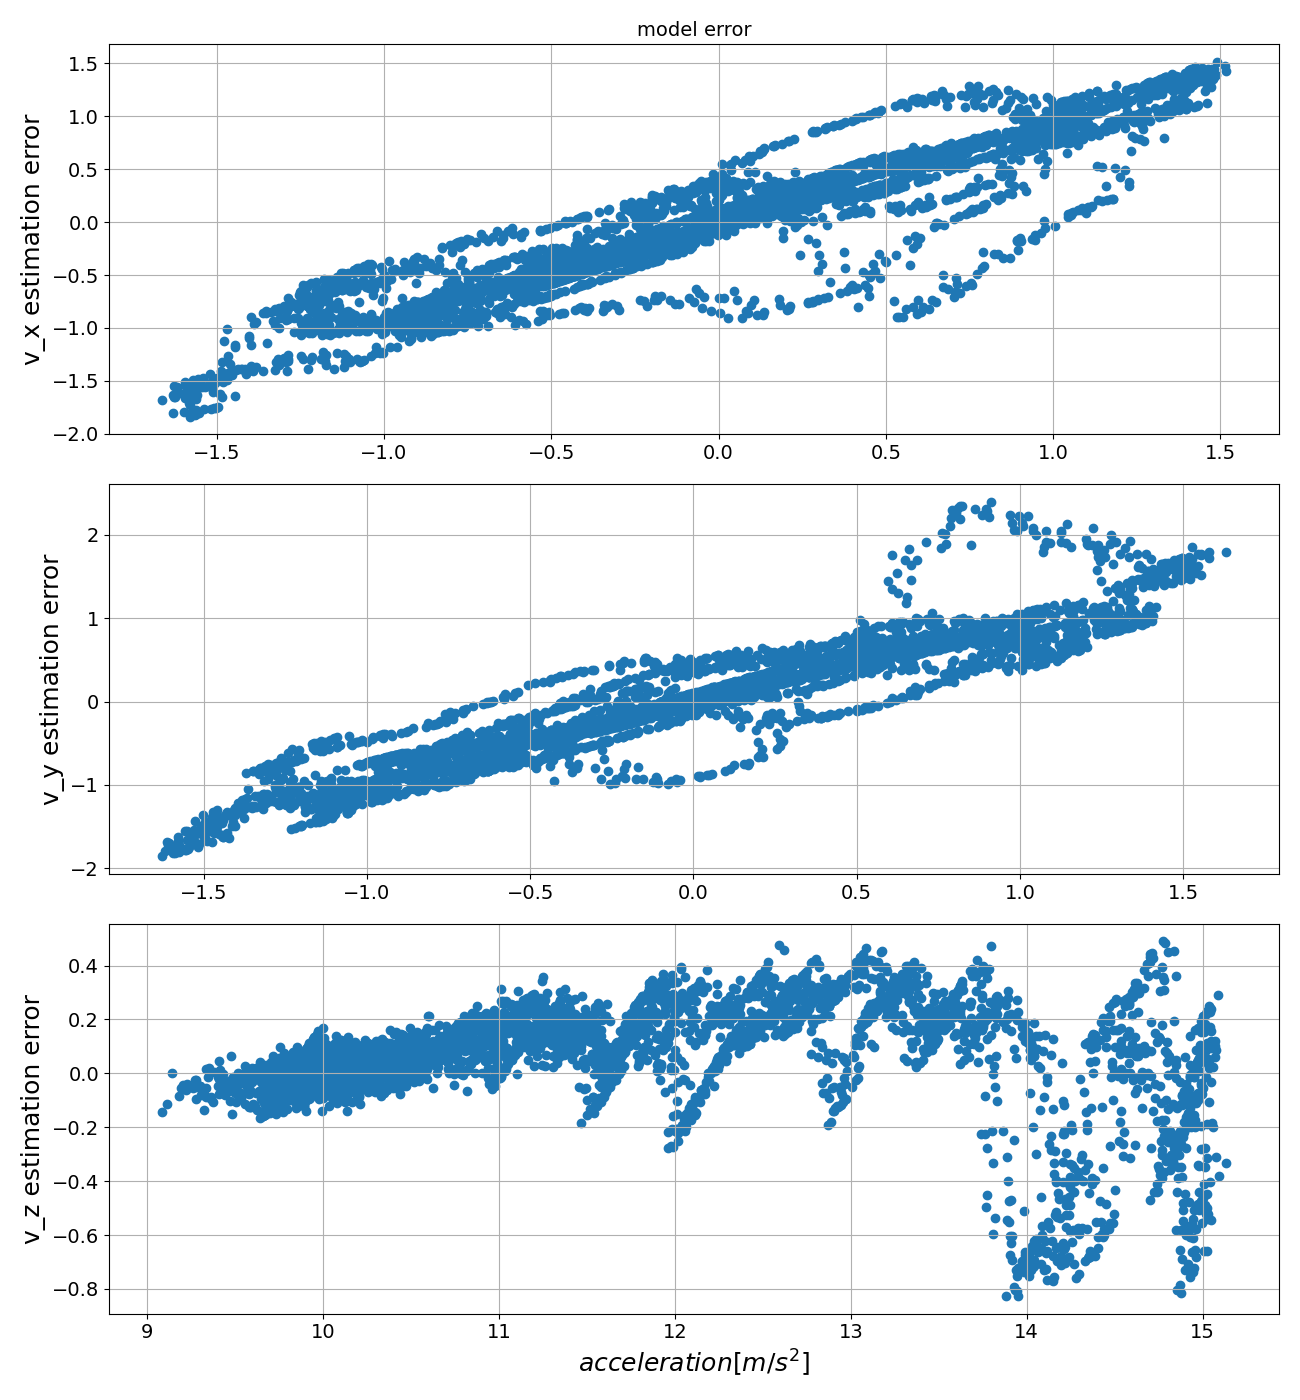 model error
v_x estimation error
1.5
1.0
0.5
0.0
−0.5
−1.0
−1.5
−2.0
−1.5 −1.0 −0.5 0.0 0.5 1.0 1.5
v_y estimation error
2
1
0
−1
−2
−1.5 −1.0 −0.5 0.0 0.5 1.0 1.5
v_z estimation error
0.4
0.2
0.0
−0.2
−0.4
−0.6
−0.8
9 10 11 12 13 14 15
acceleration[m/s²]